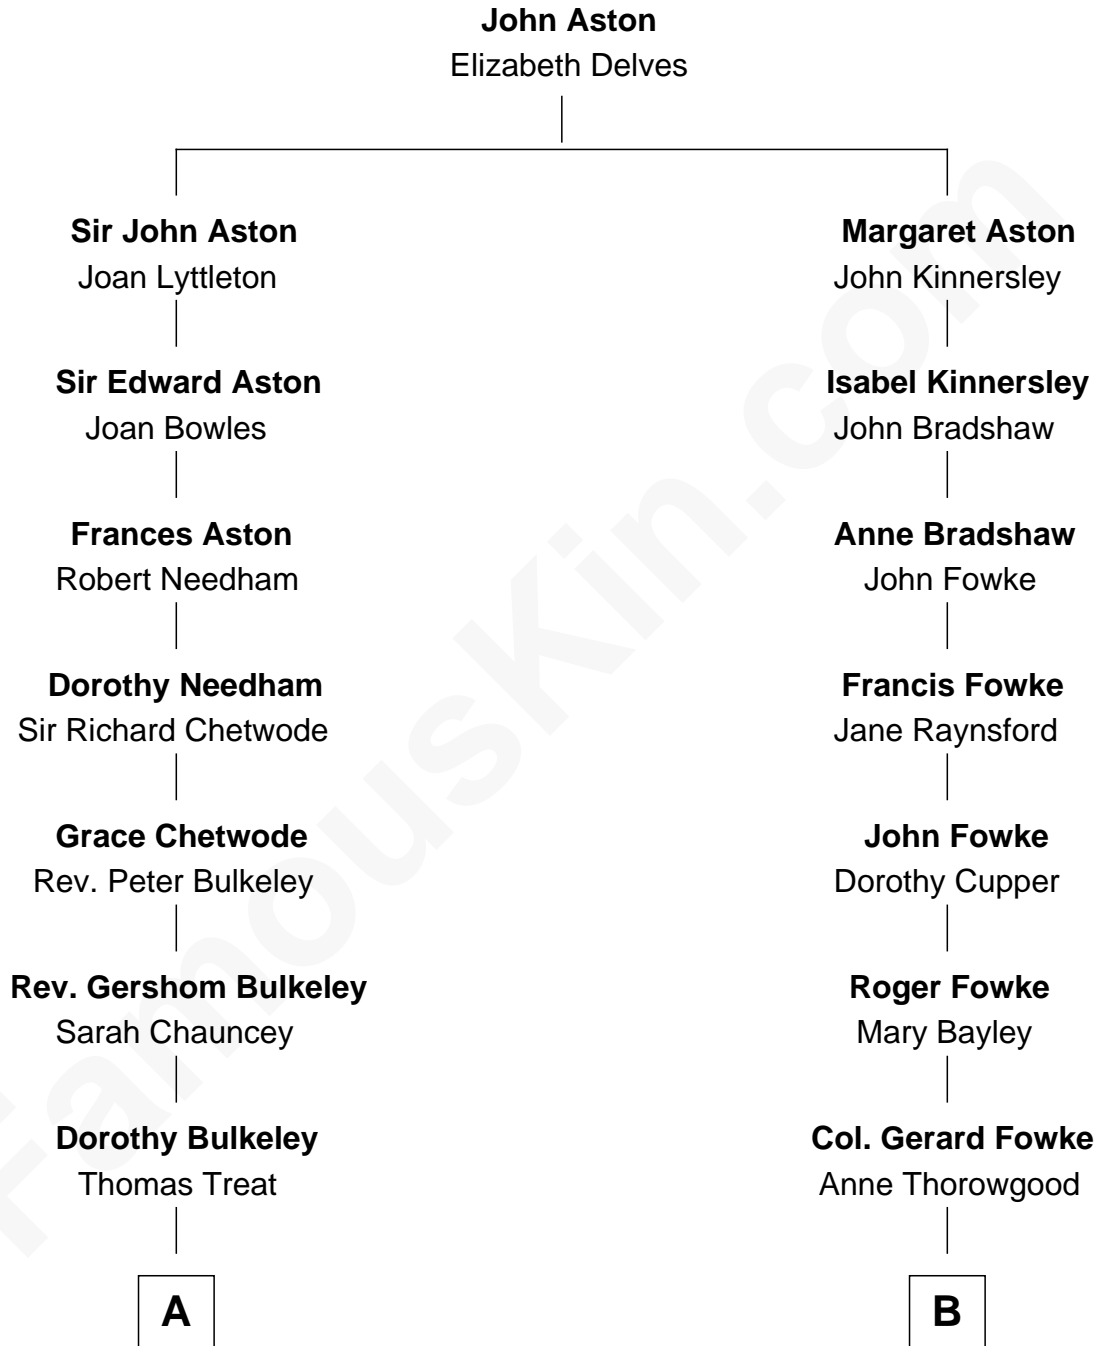 John Aston
Elizabeth Delves
Sir John Aston
Joan Lyttleton
Margaret Aston
John Kinnersley
Sir Edward Aston
Joan Bowles
Isabel Kinnersley
John Bradshaw
Frances Aston
Robert Needham
Anne Bradshaw
John Fowke
Dorothy Needham
Sir Richard Chetwode
Francis Fowke
Jane Raynsford
Grace Chetwode
Rev. Peter Bulkeley
John Fowke
Dorothy Cupper
Rev. Gershom Bulkeley
Sarah Chauncey
Roger Fowke
Mary Bayley
Dorothy Bulkeley
Thomas Treat
Col. Gerard Fowke
Anne Thorowgood
A
B
FamousKin.com